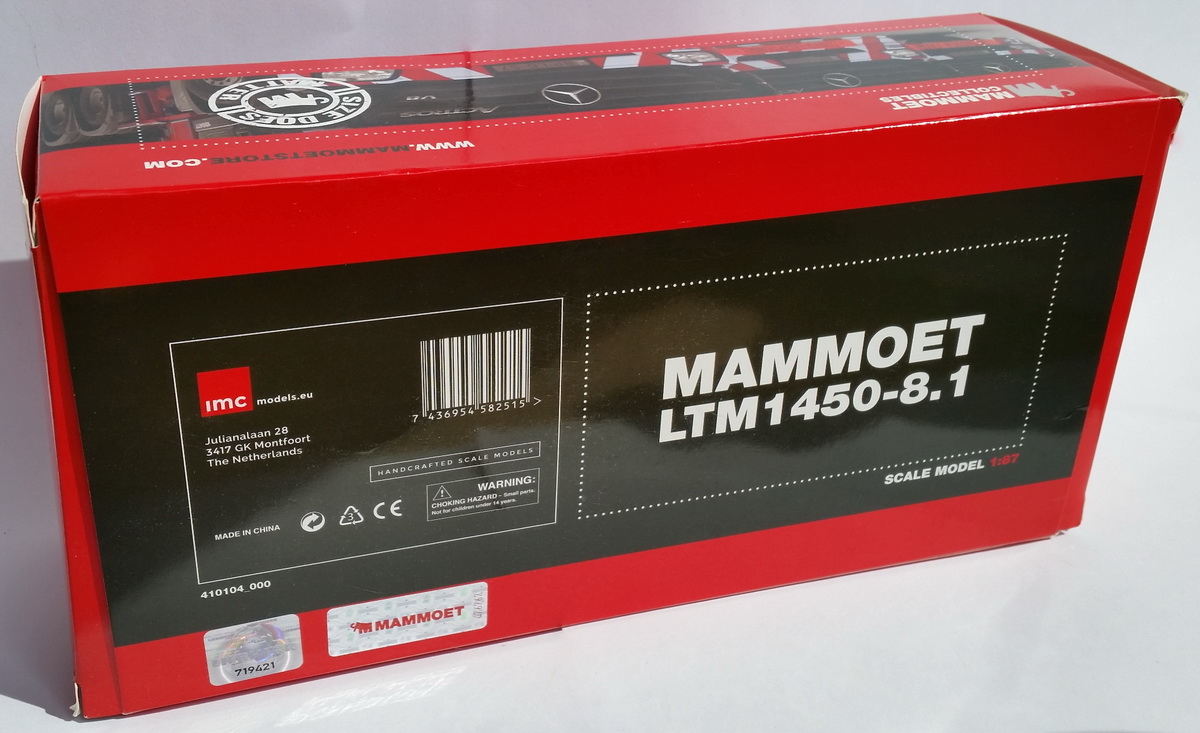 SIZE DOES
MATTER
V8
Actros
MAMMOET
COLLECTIBLES
WWW.MAMMOETSTORE.COM
imc models.eu
Julianalaan 28
3417 GK Montfoort
The Netherlands
7 436954 582515 >
HANDCRAFTED SCALE MODELS
WARNING:
CHOKING HAZARD - Small parts.
Not for children under 14 years.
MADE IN CHINA
3
CE
410104_000
MAMMOET
LTM1450-8.1
SCALE MODEL 1:87
719421
MAMMOET